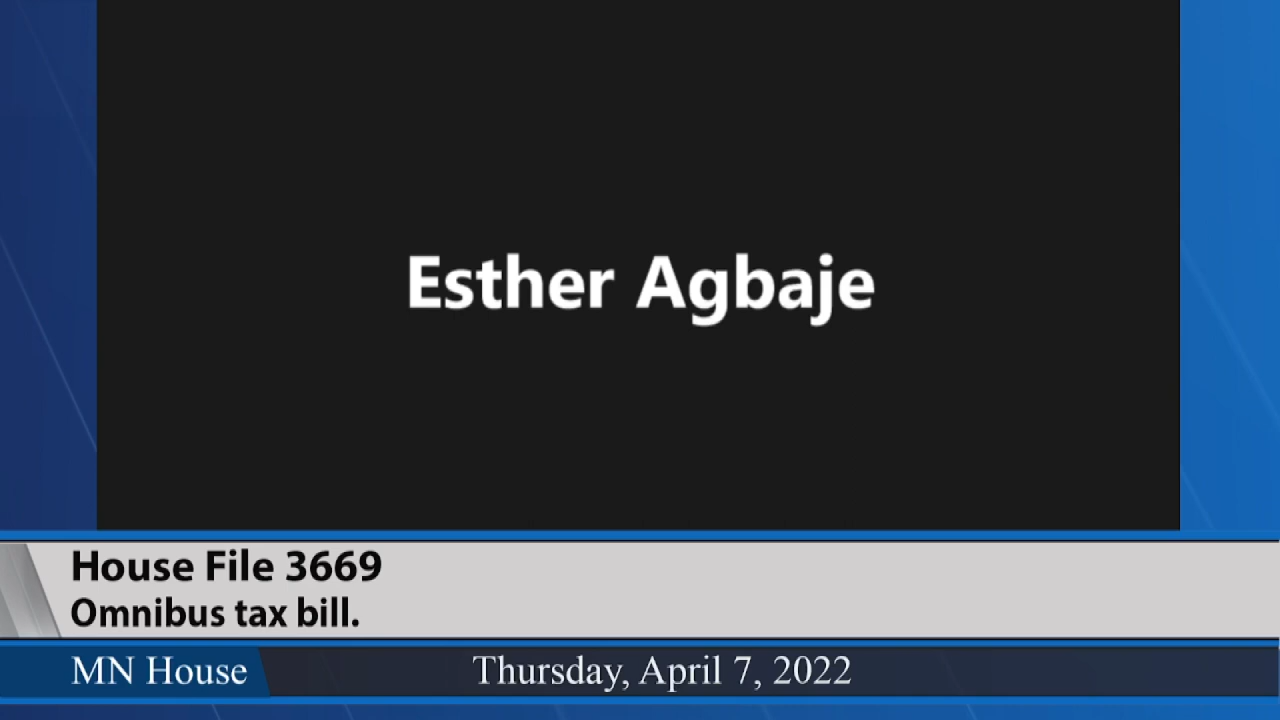 Esther Agbaje
House File 3669
Omnibus tax bill.
MN House
Thursday, April 7, 2022